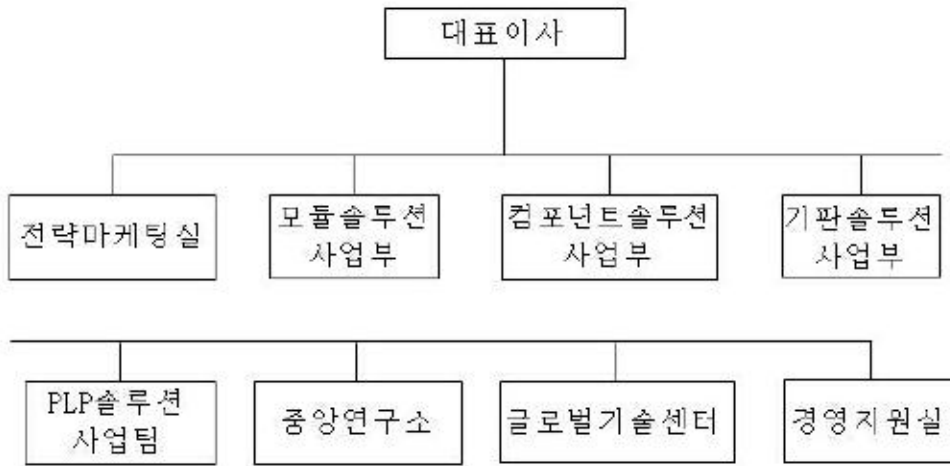 대표이사
전략마케팅실
모듈솔루션
사업부
컴포넌트솔루션
사업부
기판솔루션
사업부
PLP솔루션
사업팀
중앙연구소
글로벌기술센터
경영지원실